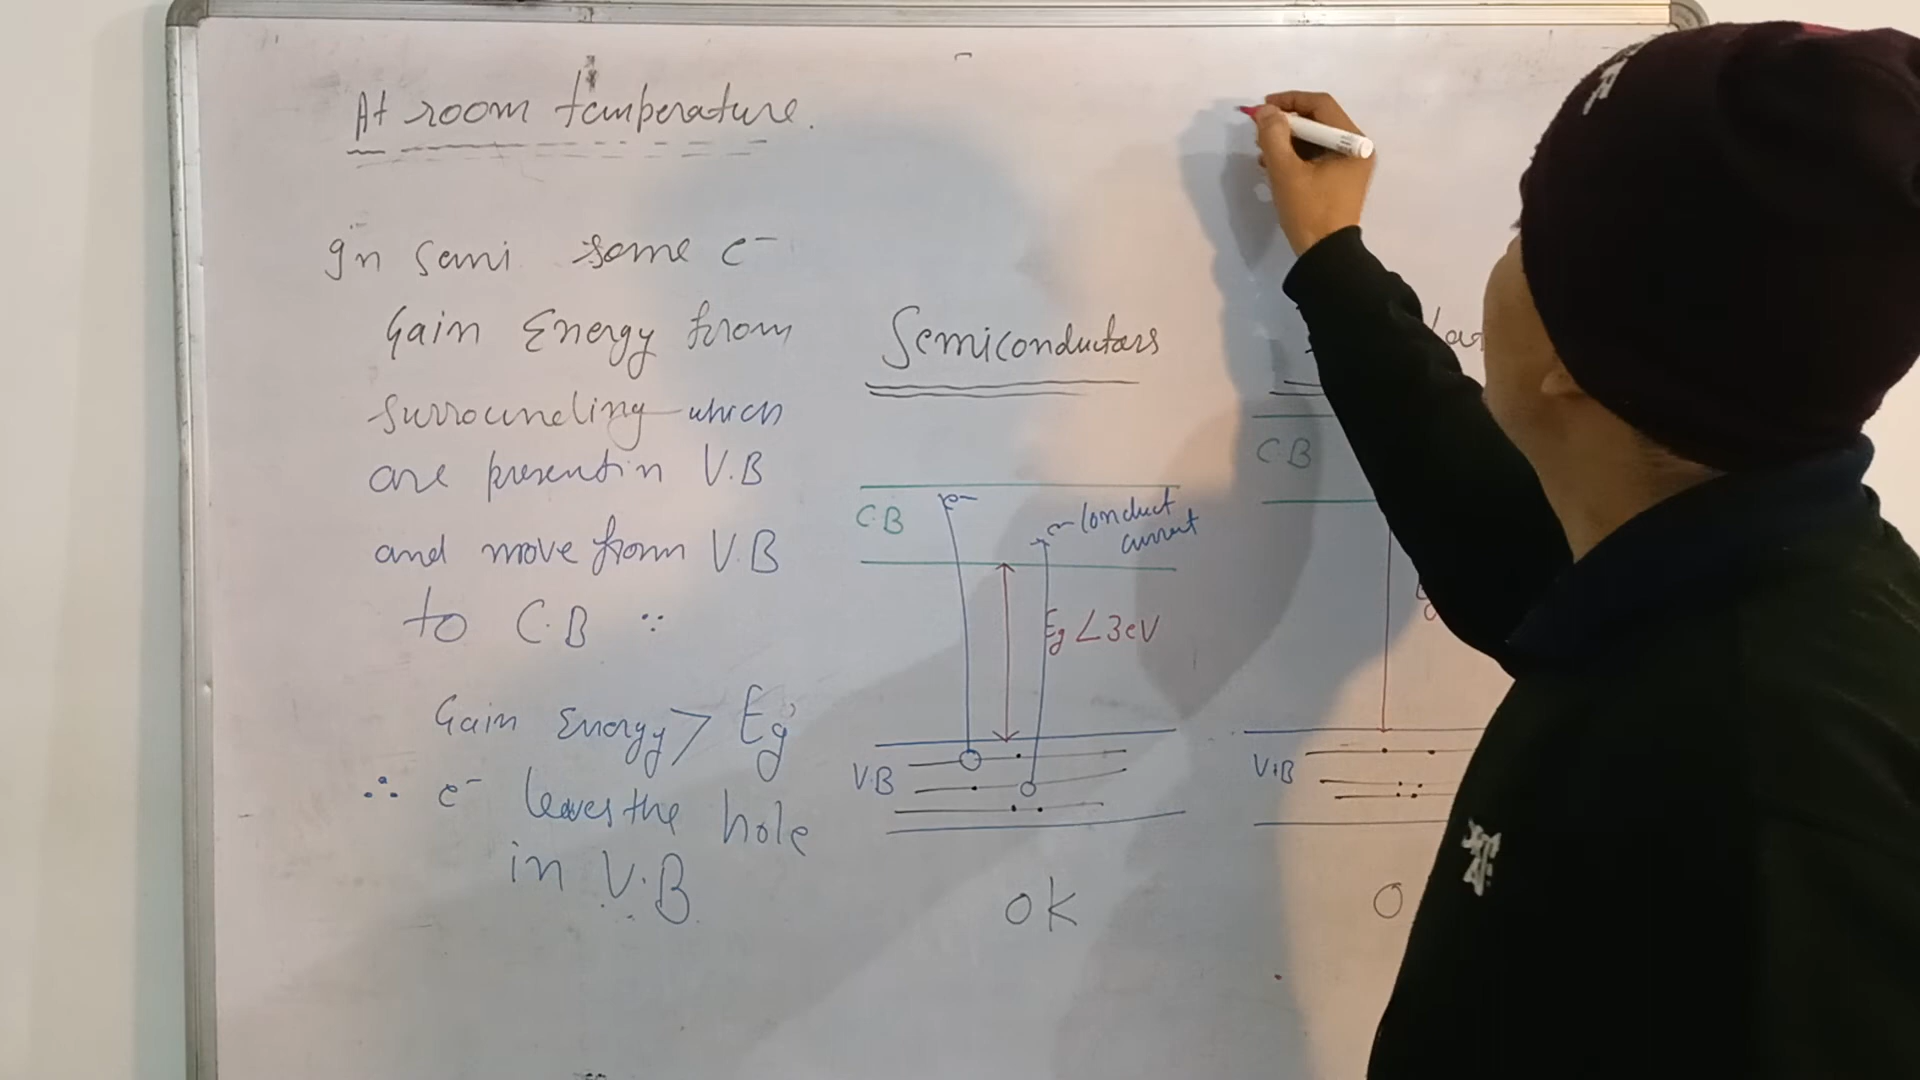 At room temperature.
In semi some e-
Gain Energy from
surrounding which
are present in V.B
and move from V.B
to C.B ∵
Gain Energy > Eg
∴ e- leaves the hole
in V.B
Semiconductors
C.B e- e- Conduct
current
Eg < 3eV
V.B
OK
C B
V.B
O